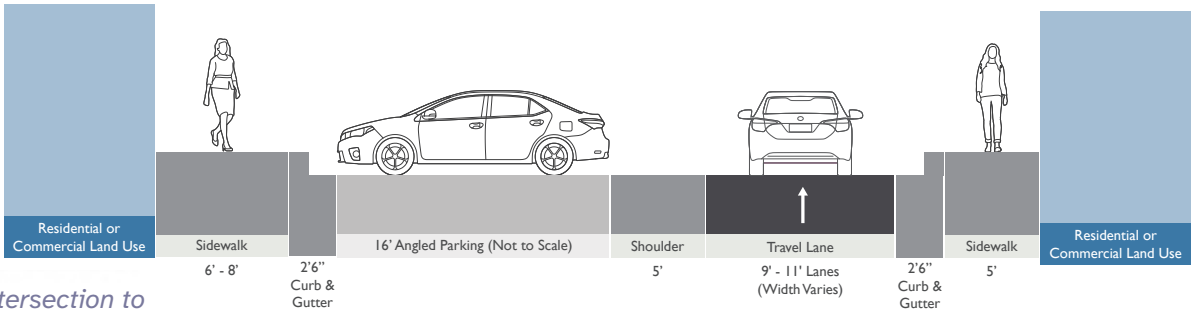 Residential or
Commercial Land Use
Sidewalk
16' Angled Parking (Not to Scale)
Shoulder
Travel Lane
Sidewalk
Residential or
Commercial Land Use
6' - 8'
2'6"
Curb &
Gutter
5'
9' - 11' Lanes
(Width Varies)
2'6"
Curb &
Gutter
5'
tersection to